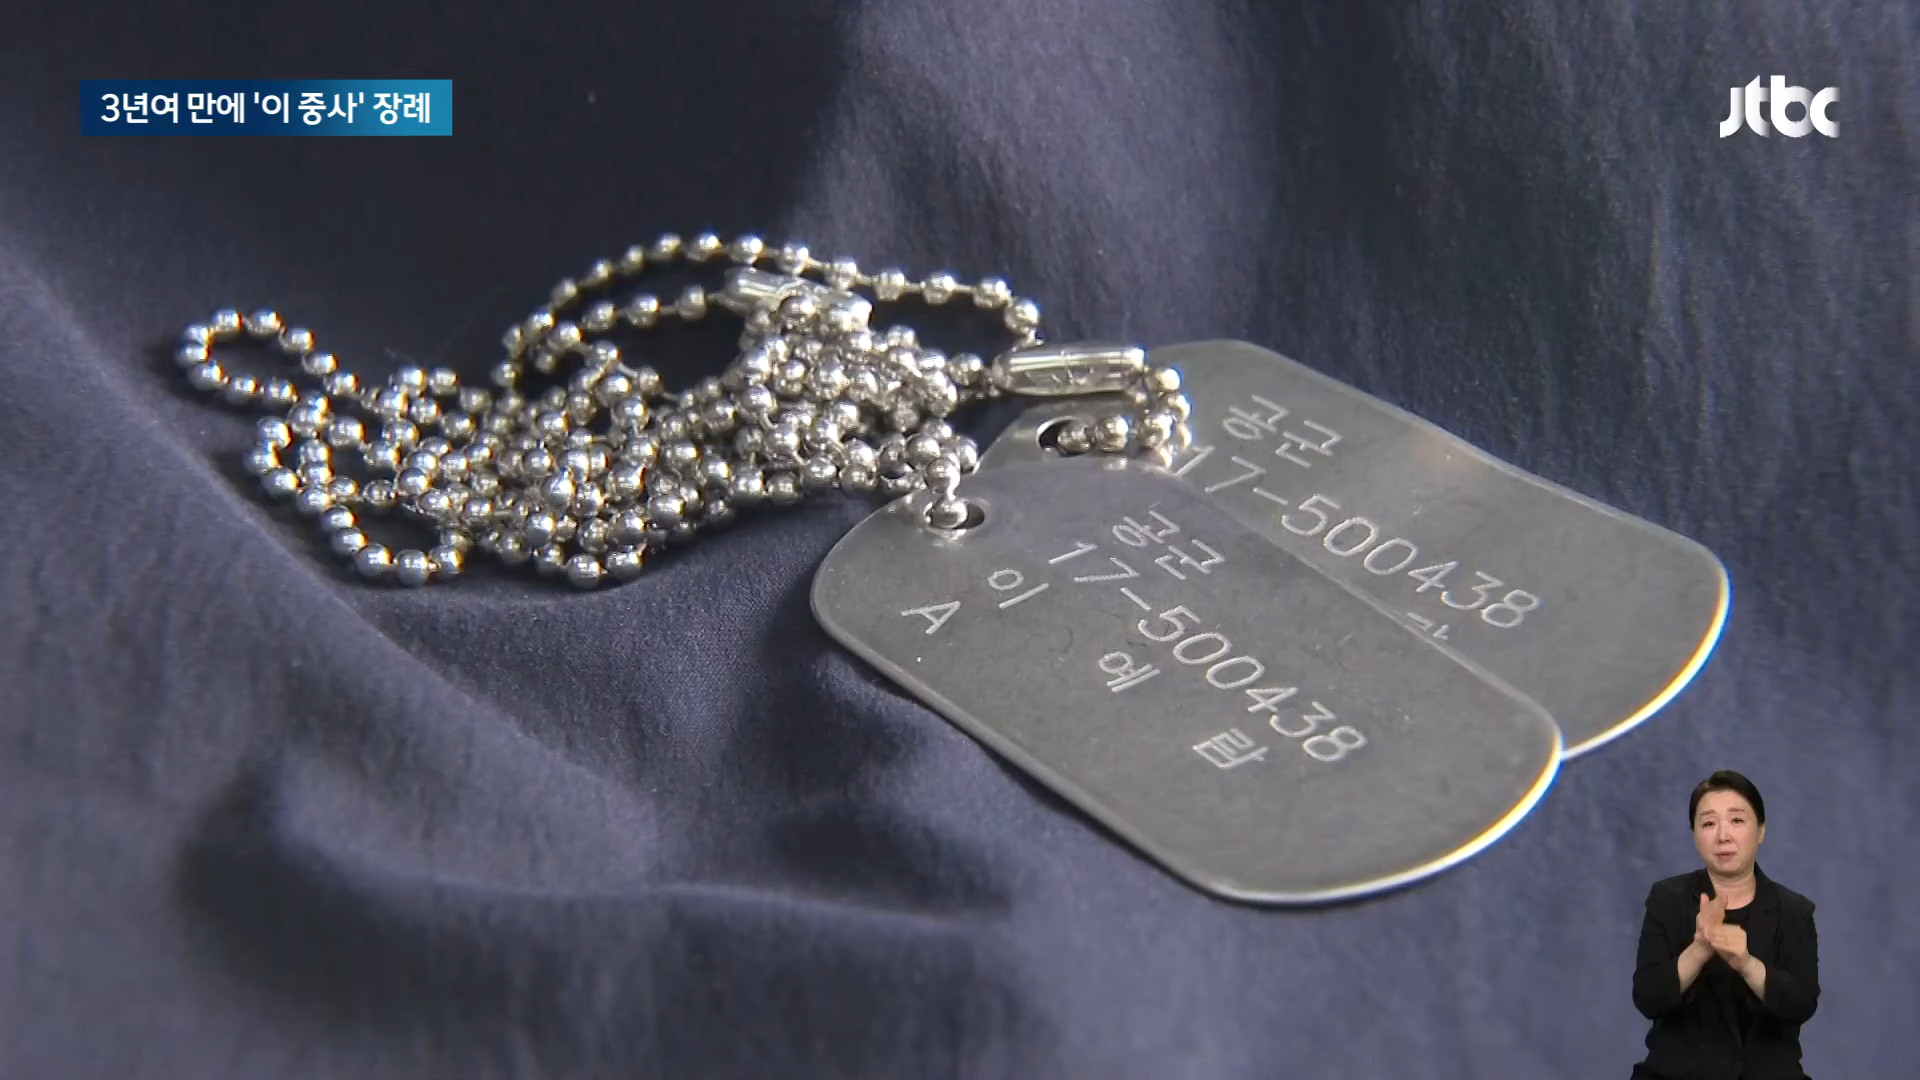 3년여 만에 '이 중사' 장례
jtbc
공군
17-500438
공군
17-500438
이 예 람
A